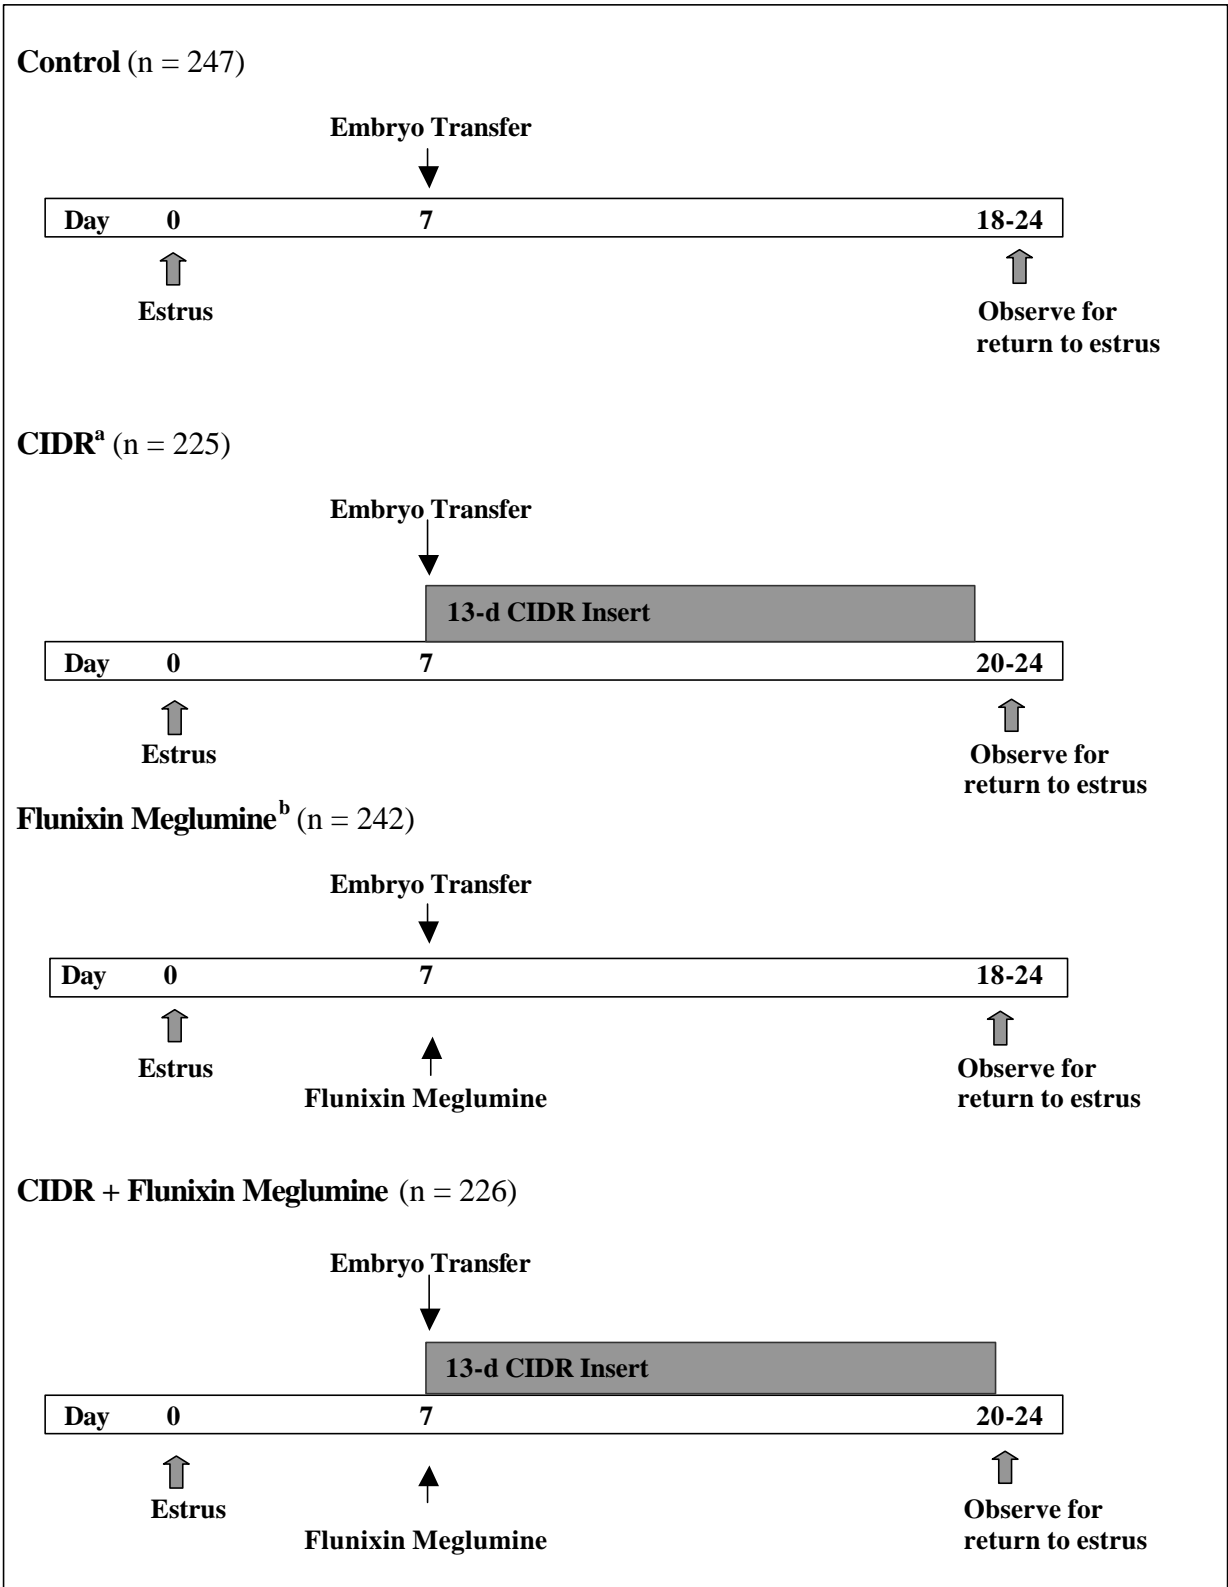 Control (n = 247)
Embryo Transfer
Day 0 7 18-24
Estrus
Observe for
return to estrus
CIDRᵃ (n = 225)
Embryo Transfer
13-d CIDR Insert
Day 0 7 20-24
Estrus
Observe for
return to estrus
Flunixin Meglumineᵇ (n = 242)
Embryo Transfer
Day 0 7 18-24
Estrus
Flunixin Meglumine
Observe for
return to estrus
CIDR + Flunixin Meglumine (n = 226)
Embryo Transfer
13-d CIDR Insert
Day 0 7 20-24
Estrus
Flunixin Meglumine
Observe for
return to estrus